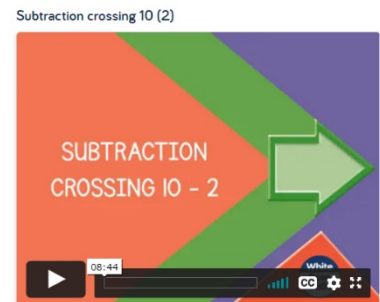 Subtraction crossing 10 (2)
SUBTRACTION
CROSSING 10 - 2
White
08:44
CC